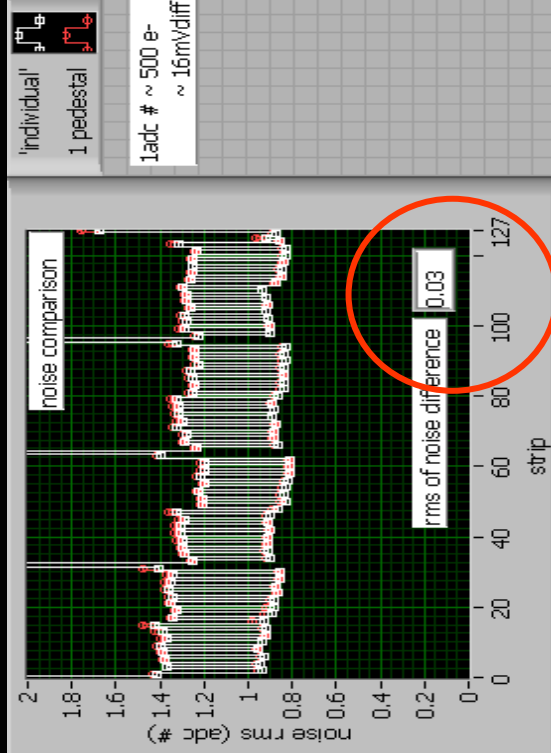 'individual'
1 pedestal
1adc # ~ 500 e-
~ 16mVdiff
noise comparison
rms of noise difference
0.03
noise rms (adc #)
2
1.8
1.6
1.4
1.2
1
0.8
0.6
0.4
0.2
0
0
20
40
60
80
100
127
strip